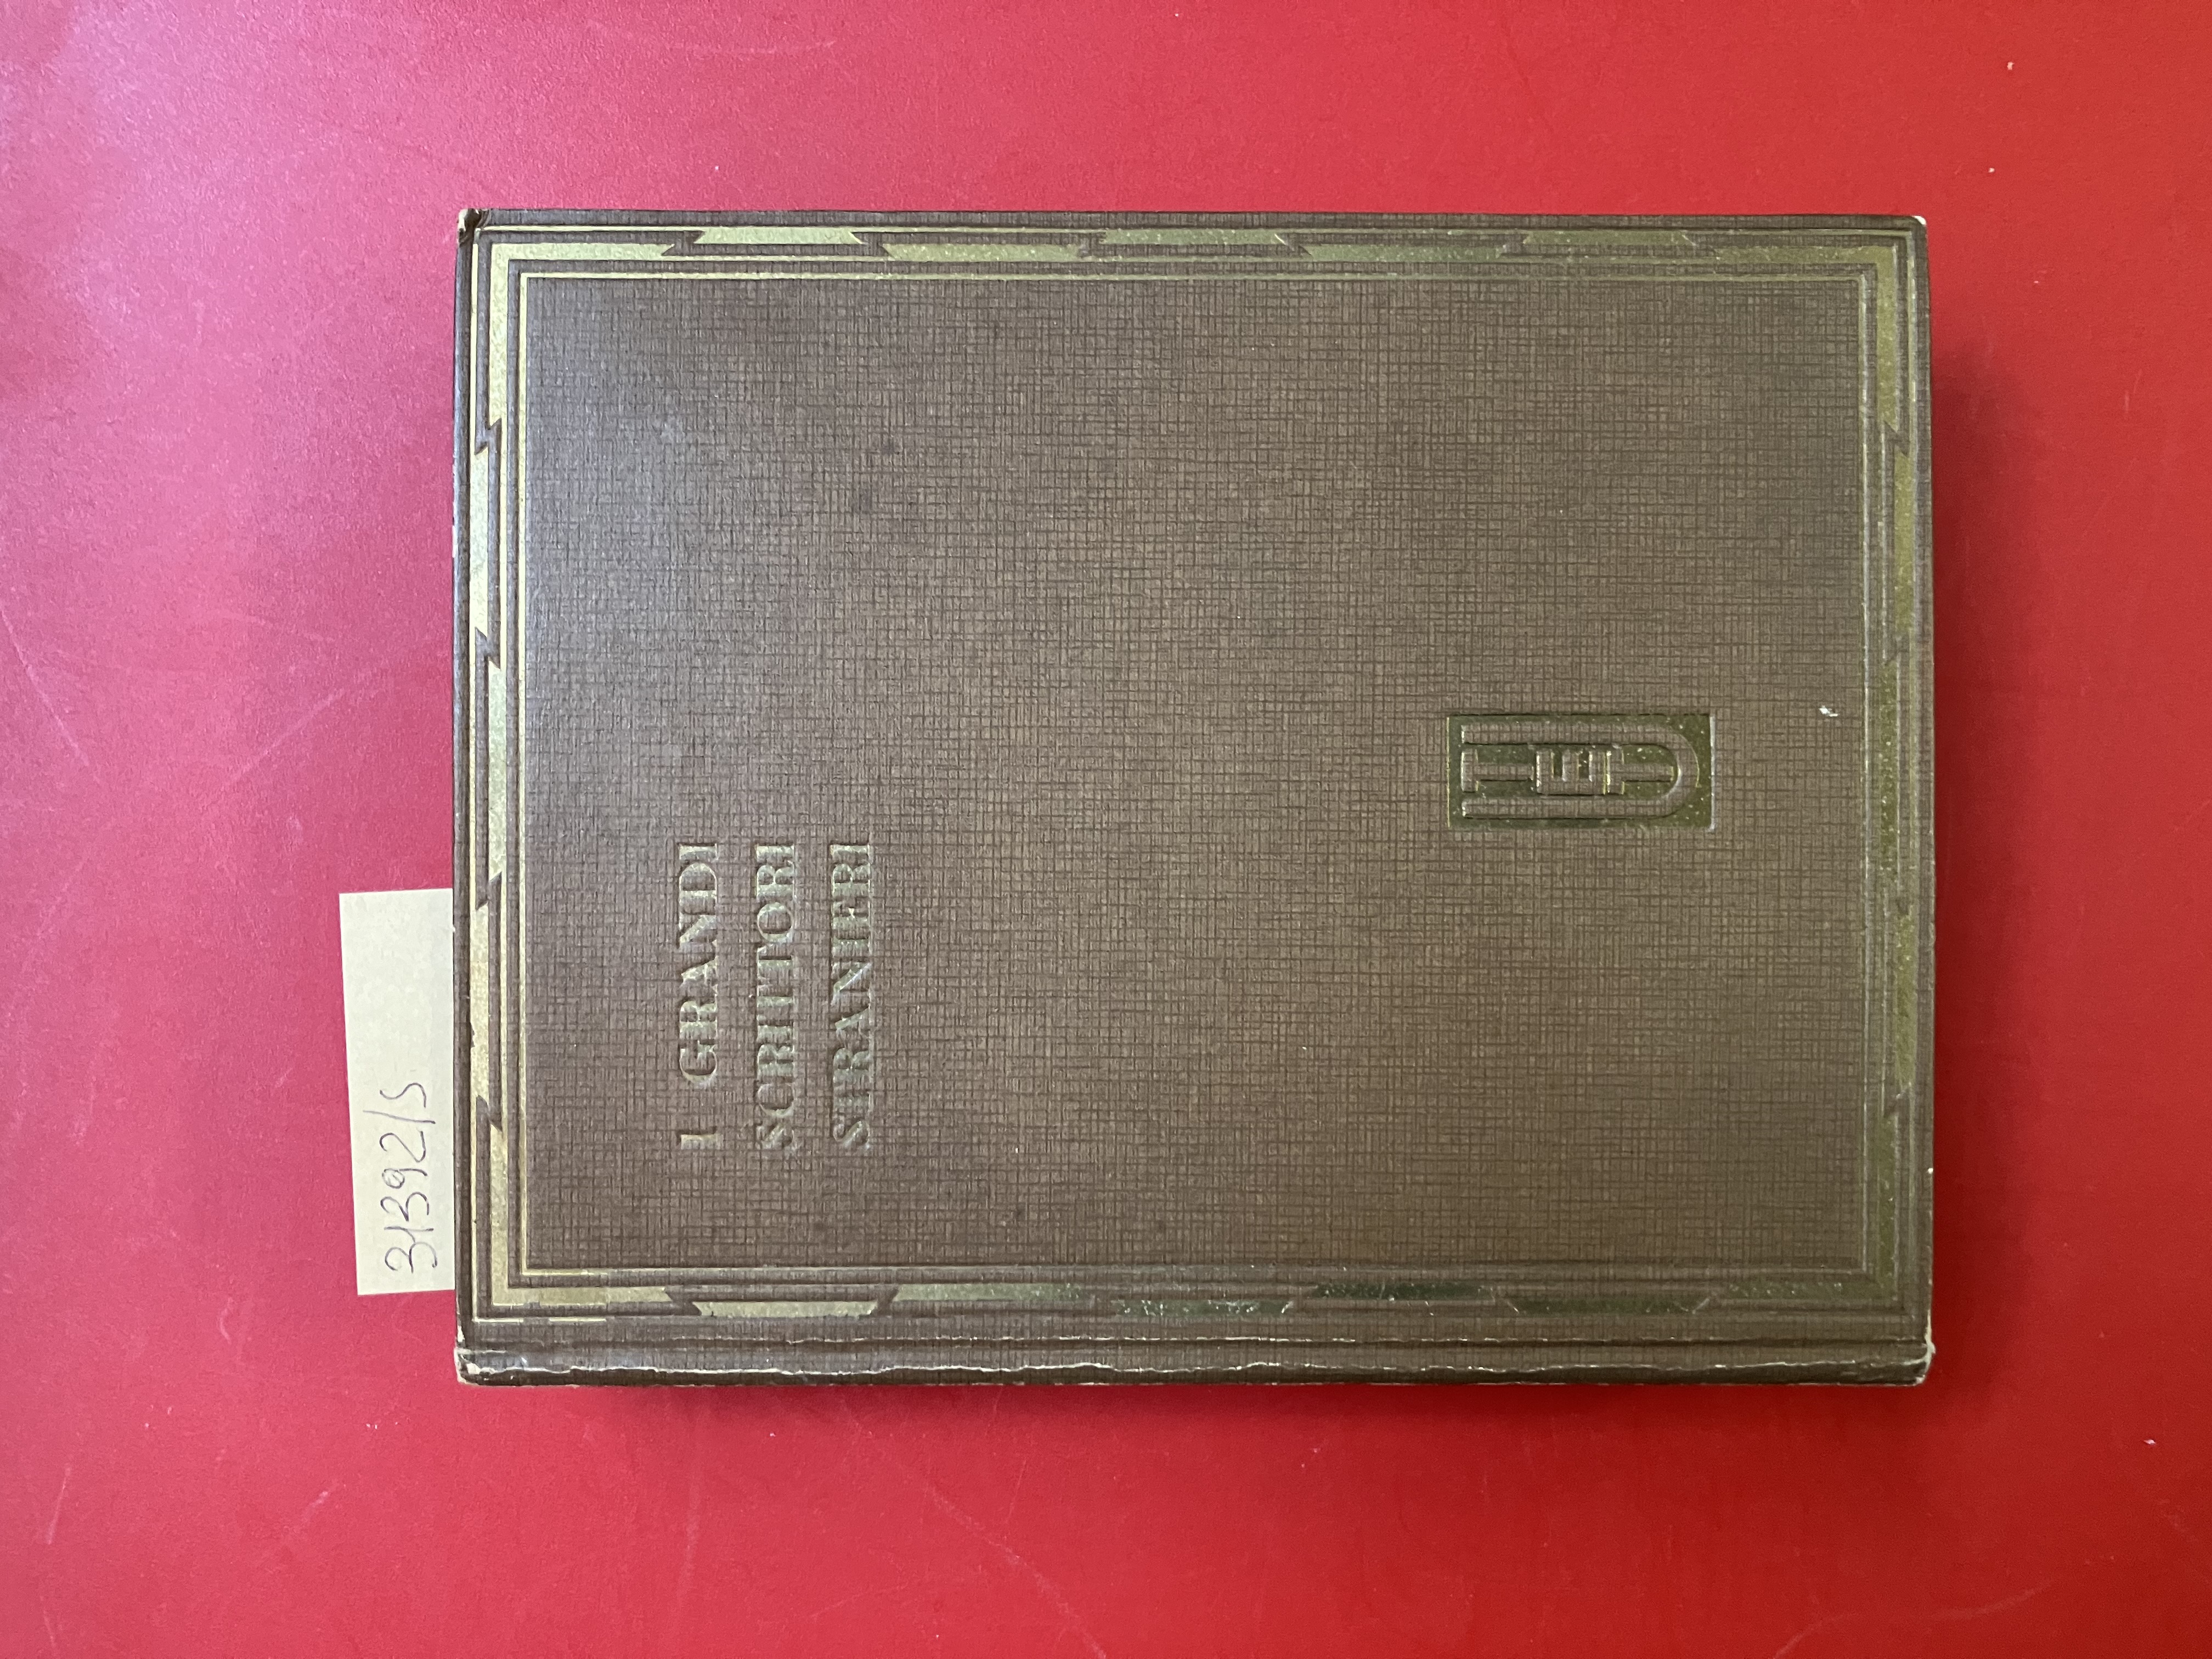 31392/S
I GRANDI
SCRITTORI
STRANIERI
UTET